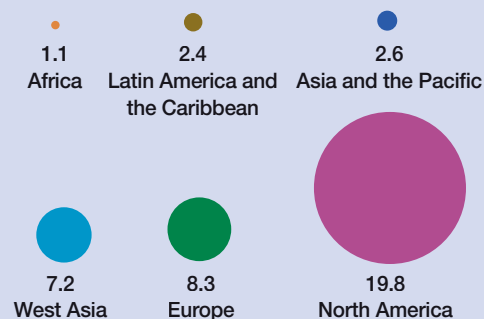 1.1
Africa
2.4
Latin America and
the Caribbean
2.6
Asia and the Pacific
7.2
West Asia
8.3
Europe
19.8
North America